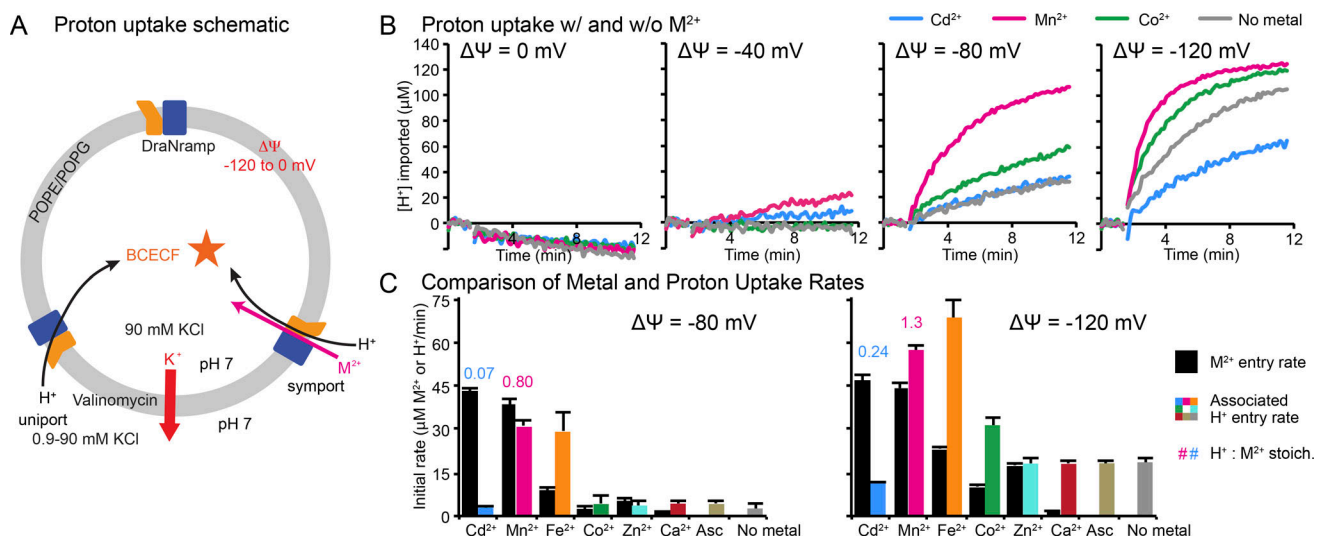 A Proton uptake schematic
DraNramp
ΔΨ
-120 to 0 mV
POPE/POPG
BCECF
90 mM KCl
K⁺
pH 7
H⁺
M²⁺
symport
H⁺
uniport
Valinomycin
pH 7
0.9-90 mM KCl
B Proton uptake w/ and w/o M²⁺
Cd²⁺ Mn²⁺ Co²⁺ No metal
[H⁺] imported (µM)
140
120
100
80
60
40
20
0
-20
ΔΨ = 0 mV
4 8 12
Time (min)
ΔΨ = -40 mV
4 8 12
Time (min)
ΔΨ = -80 mV
4 8 12
Time (min)
ΔΨ = -120 mV
4 8 12
Time (min)
C Comparison of Metal and Proton Uptake Rates
Initial rate (µM M²⁺ or H⁺/min)
75
60
45
30
15
0
ΔΨ = -80 mV
0.07
0.80
Cd²⁺ Mn²⁺ Fe²⁺ Co²⁺ Zn²⁺ Ca²⁺ Asc No metal
ΔΨ = -120 mV
0.24
1.3
Cd²⁺ Mn²⁺ Fe²⁺ Co²⁺ Zn²⁺ Ca²⁺ Asc No metal
M²⁺ entry rate
Associated
H⁺ entry rate
## H⁺ : M²⁺ stoich.